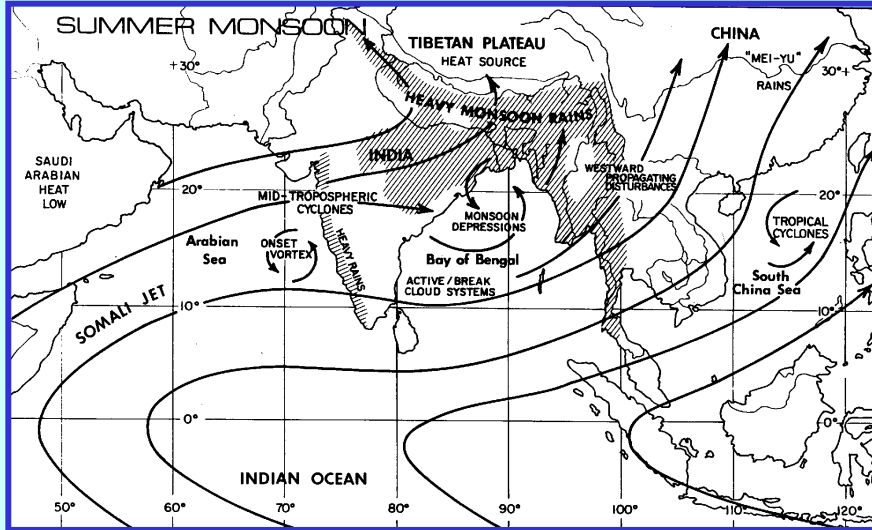 SUMMER MONSOON
TIBETAN PLATEAU
HEAT SOURCE
CHINA
"MEI-YU"
RAINS
+30°
30°+
HEAVY MONSOON RAINS
SAUDI
ARABIAN
HEAT
LOW
INDIA
WESTWARD
PROPAGATING
DISTURBANCES
20°
20°
MID-TROPOSPHERIC
CYCLONES
MONSOON
DEPRESSIONS
TROPICAL
CYCLONES
Arabian
Sea
ONSET
VORTEX
HEAVY RAINS
Bay of Bengal
ACTIVE/BREAK
CLOUD SYSTEMS
South
China Sea
SOMALI JET
10°
10°
0°
0°
INDIAN OCEAN
50°
60°
70°
80°
90°
100°
110°
120°